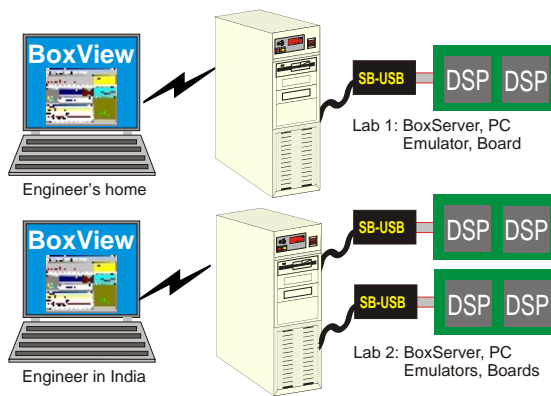 BoxView
SB-USB
DSP DSP
Lab 1: BoxServer, PC
Emulator, Board
Engineer's home
BoxView
SB-USB
DSP DSP
SB-USB
DSP DSP
Lab 2: BoxServer, PC
Emulators, Boards
Engineer in India